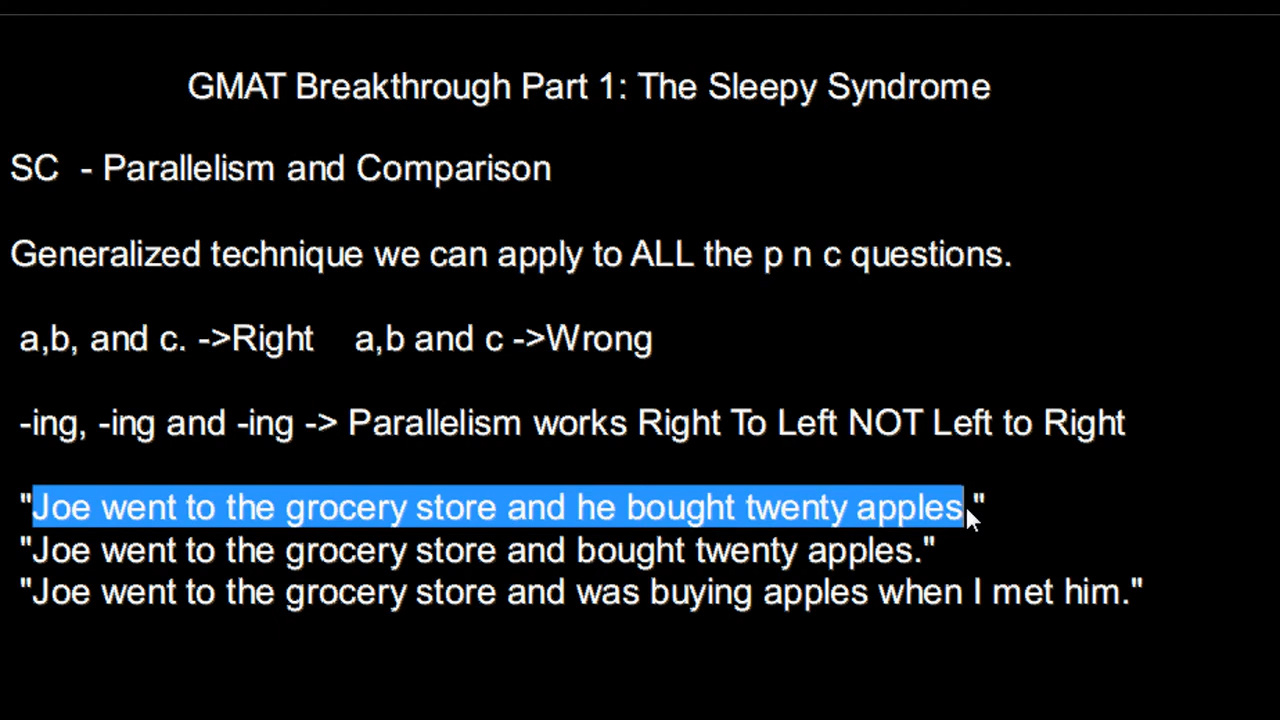 GMAT Breakthrough Part 1: The Sleepy Syndrome
SC  - Parallelism and Comparison
Generalized technique we can apply to ALL the p n c questions.
a,b, and c. ->Right    a,b and c ->Wrong
-ing, -ing and -ing -> Parallelism works Right To Left NOT Left to Right
"Joe went to the grocery store and he bought twenty apples."
"Joe went to the grocery store and bought twenty apples."
"Joe went to the grocery store and was buying apples when I met him."